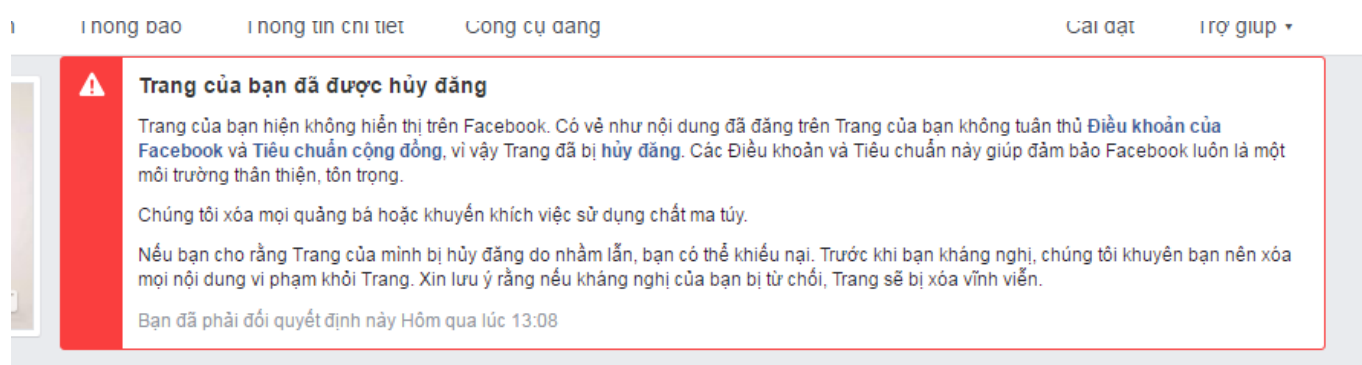 Thông báo Thông tin chi tiết Công cụ đăng Cài đặt Trợ giúp
Trang của bạn đã được hủy đăng
Trang của bạn hiện không hiển thị trên Facebook. Có vẻ như nội dung đã đăng trên Trang của bạn không tuân thủ Điều khoản của
Facebook và Tiêu chuẩn cộng đồng, vì vậy Trang đã bị hủy đăng. Các Điều khoản và Tiêu chuẩn này giúp đảm bảo Facebook luôn là một
môi trường thân thiện, tôn trọng.
Chúng tôi xóa mọi quảng bá hoặc khuyến khích việc sử dụng chất ma túy.
Nếu bạn cho rằng Trang của mình bị hủy đăng do nhầm lẫn, bạn có thể khiếu nại. Trước khi bạn kháng nghị, chúng tôi khuyên bạn nên xóa
mọi nội dung vi phạm khỏi Trang. Xin lưu ý rằng nếu kháng nghị của bạn bị từ chối, Trang sẽ bị xóa vĩnh viễn.
Bạn đã phải đối quyết định này Hôm qua lúc 13:08